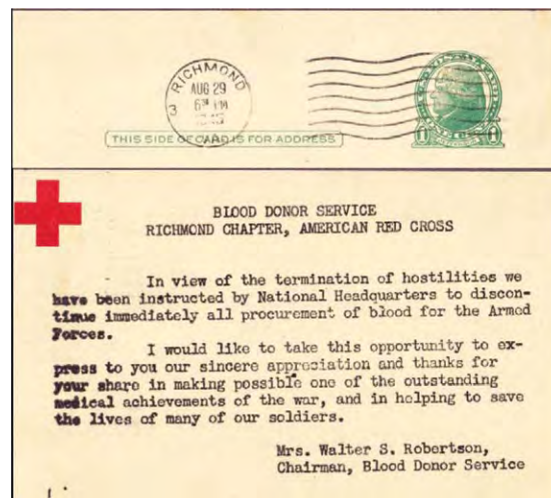 RICHMOND
AUG 29
3
VA.
THIS SIDE OF CARD IS FOR ADDRESS
BLOOD DONOR SERVICE
RICHMOND CHAPTER, AMERICAN RED CROSS
In view of the termination of hostilities we
have been instructed by National Headquarters to discon-
tinue immediately all procurement of blood for the Armed
Forces.
I would like to take this opportunity to ex-
press to you our sincere appreciation and thanks for
your share in making possible one of the outstanding
medical achievements of the war, and in helping to save
the lives of many of our soldiers.
Mrs. Walter S. Robertson,
Chairman, Blood Donor Service